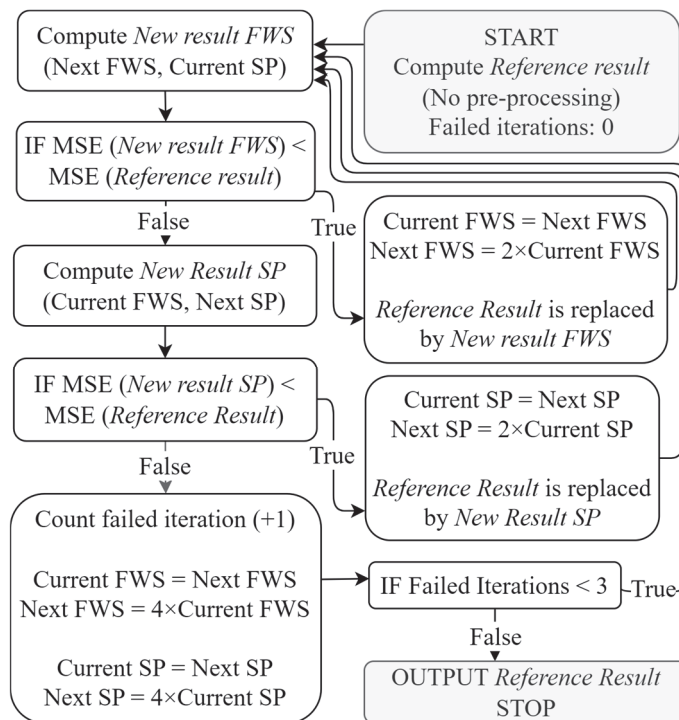 START
Compute Reference result
(No pre-processing)
Failed iterations: 0
Compute New result FWS
(Next FWS, Current SP)
IF MSE (New result FWS) <
MSE (Reference result)
False
True
Current FWS = Next FWS
Next FWS = 2×Current FWS
Reference Result is replaced
by New result FWS
Compute New Result SP
(Current FWS, Next SP)
IF MSE (New result SP) <
MSE (Reference Result)
False
True
Current SP = Next SP
Next SP = 2×Current SP
Reference Result is replaced
by New Result SP
Count failed iteration (+1)
Current FWS = Next FWS
Next FWS = 4×Current FWS
Current SP = Next SP
Next SP = 4×Current SP
IF Failed Iterations < 3
True
False
OUTPUT Reference Result
STOP